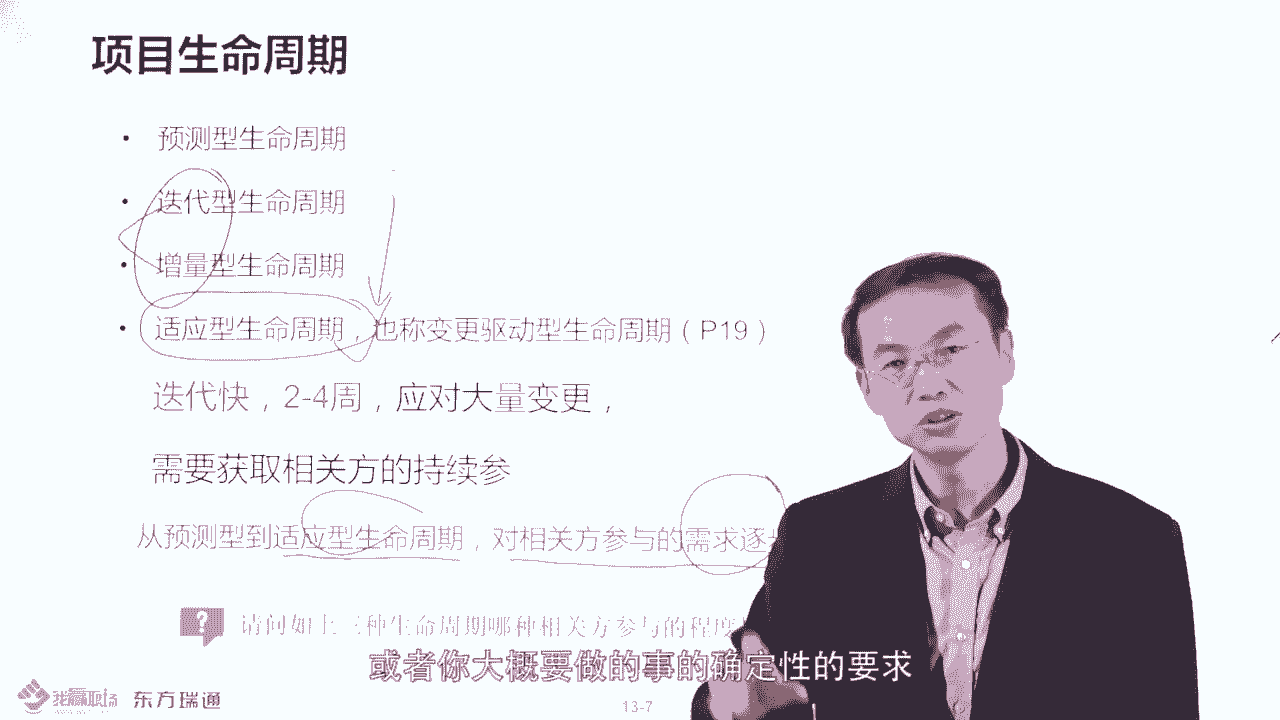 项目生命周期
• 预测型生命周期
• 迭代型生命周期
• 增量型生命周期
• 适应型生命周期，也称变更驱动型生命周期（P19）
迭代快，2-4周，应对大量变更，
需要获取相关方的持续参
从预测型到适应型生命周期，对相关方参与的需求逐
? 请问如上三种生命周期哪种相关方参与的程度
或者你大概要做的事的确定性的要求
我赢职场 东方瑞通
13-7